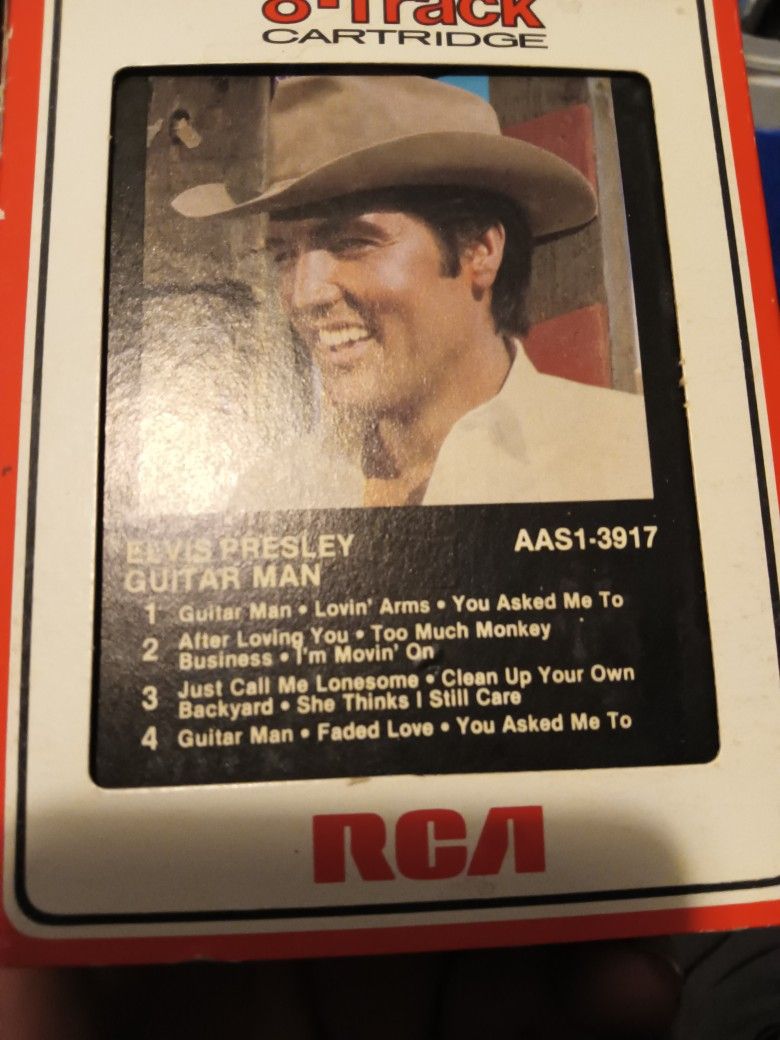 8-Track
CARTRIDGE
ELVIS PRESLEY
GUITAR MAN
AAS1-3917
1 Guitar Man • Lovin' Arms • You Asked Me To
2 After Loving You • Too Much Monkey
Business • I'm Movin' On
3 Just Call Me Lonesome • Clean Up Your Own
Backyard • She Thinks I Still Care
4 Guitar Man • Faded Love • You Asked Me To
RCA